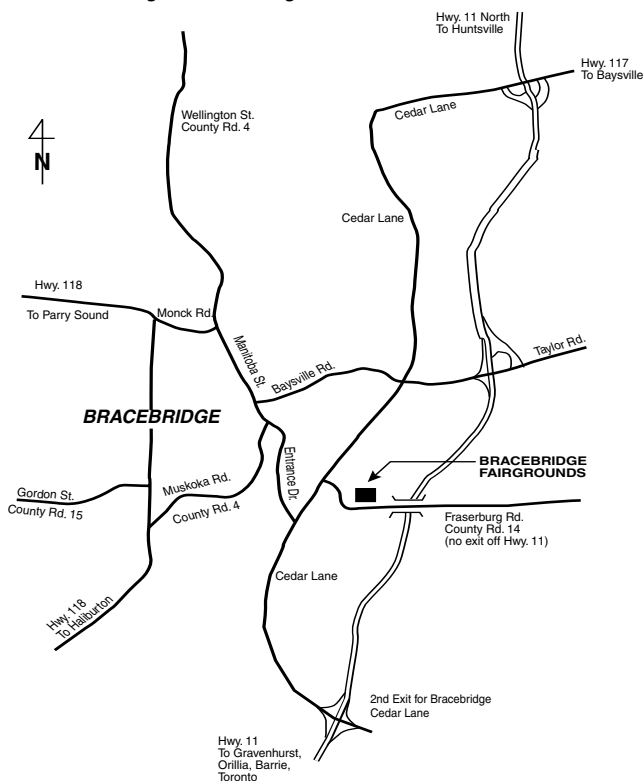 Hwy. 11 North
To Huntsville
Hwy. 117
To Baysville
Cedar Lane
Wellington St.
County Rd. 4
N
Cedar Lane
Hwy. 118
To Parry Sound
Monck Rd.
Manitoba St.
Baysville Rd.
Taylor Rd.
BRACEBRIDGE
Entrance Dr.
BRACEBRIDGE
FAIRGROUNDS
Muskoka Rd.
County Rd. 4
Gordon St.
County Rd. 15
Fraserburg Rd.
County Rd. 14
(no exit off Hwy. 11)
Cedar Lane
Hwy. 118
To Haliburton
2nd Exit for Bracebridge
Cedar Lane
Hwy. 11
To Gravenhurst,
Orillia, Barrie,
Toronto